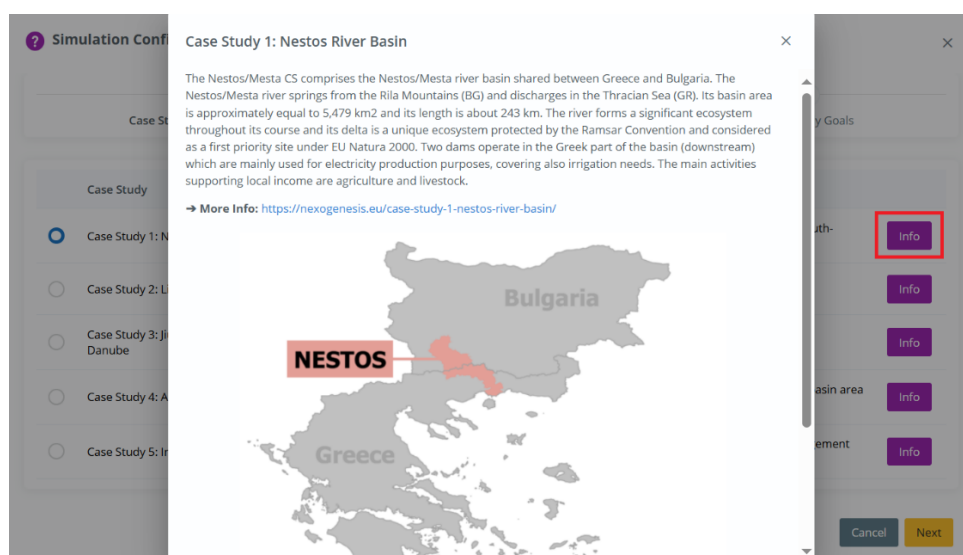 ? Simulation Confi
Case Study 1: Nestos River Basin
The Nestos/Mesta CS comprises the Nestos/Mesta river basin shared between Greece and Bulgaria. The
Nestos/Mesta river springs from the Rila Mountains (BG) and discharges in the Thracian Sea (GR). Its basin area
is approximately equal to 5,479 km2 and its length is about 243 km. The river forms a significant ecosystem
throughout its course and its delta is a unique ecosystem protected by the Ramsar Convention and considered
as a first priority site under EU Natura 2000. Two dams operate in the Greek part of the basin (downstream)
which are mainly used for electricity production purposes, covering also irrigation needs. The main activities
supporting local income are agriculture and livestock.
➔ More Info: https://nexogenesis.eu/case-study-1-nestos-river-basin/
Case St
y Goals
Case Study
Case Study 1: N
uth-
Info
Case Study 2: Li
Info
Case Study 3: Ji
Danube
Info
Case Study 4: A
asin area
Info
Case Study 5: Ir
ement
Info
Bulgaria
NESTOS
Greece
Cancel
Next